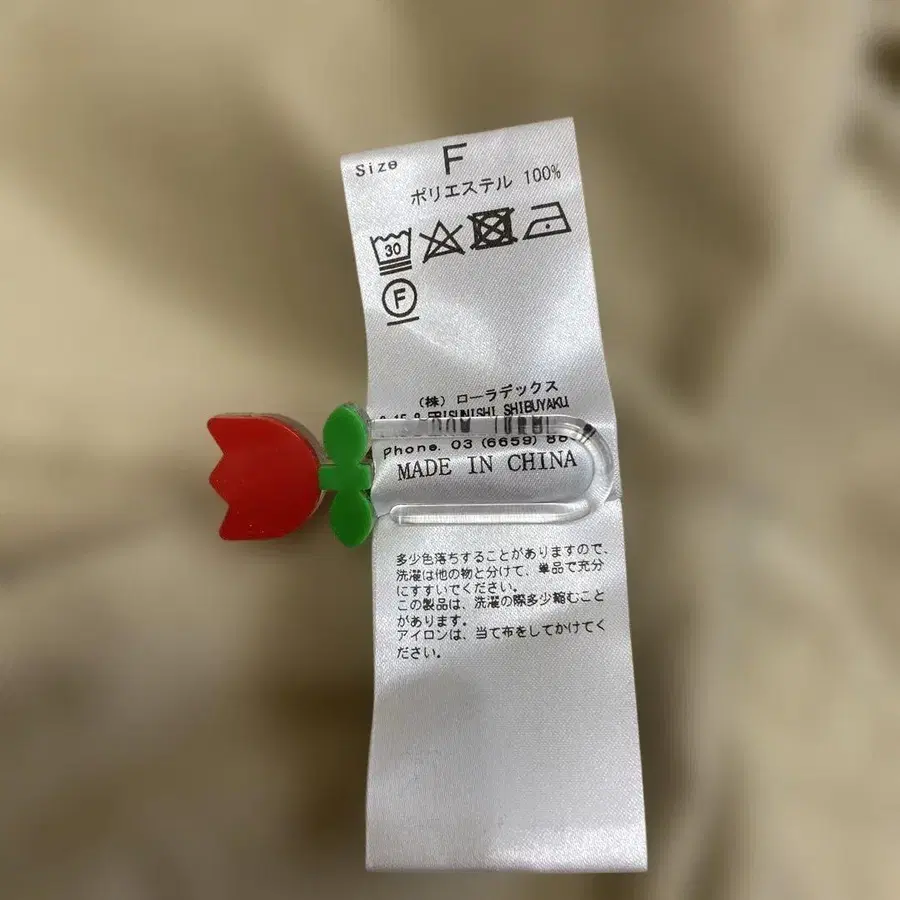 Size F
ポリエステル 100%
30
F
(株) ローラデックス
EBISUNISHI SHIBUYAKU
Phone. 03 (6659)
MADE IN CHINA
多少色落ちすることがありますので、
洗濯は他の物と分けて、単品で充分
にすすいでください。
この製品は、洗濯の際多少縮むこと
があります。
アイロンは、当て布をしてかけてく
ださい。